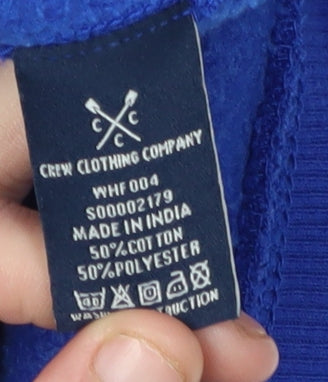 C C
C
CREW CLOTHING COMPANY
WHF004
S00002179
MADE IN INDIA
50%COTTON
50%POLYESTER